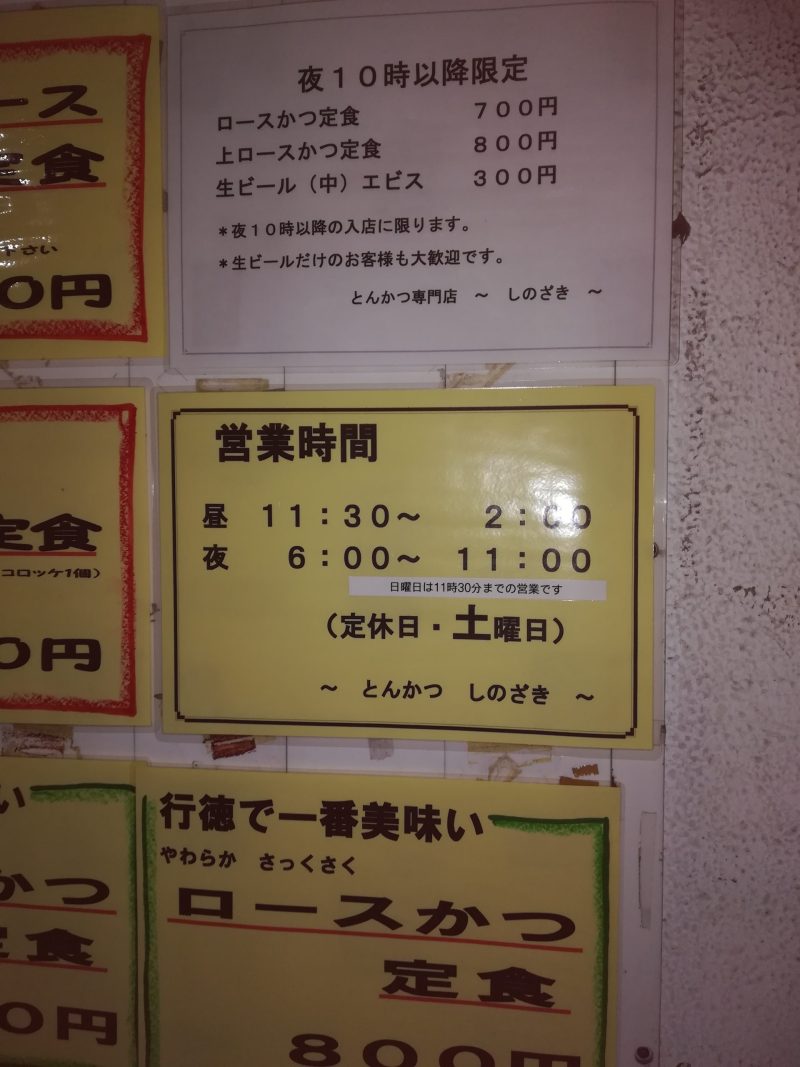 夜10時以降限定
ロースかつ定食 700円
上ロースかつ定食 800円
生ビール(中)エビス 300円
*夜10時以降の入店に限ります。
*生ビールだけのお客様も大歓迎です。
とんかつ専門店 ~ しのざき ~
ース
定食
下さい
0円
営業時間
昼 11:30~ 2:00
夜 6:00~ 11:00
日曜日は11時30分までの営業です
(定休日・土曜日)
~ とんかつ しのざき ~
定食
コロッケ1個)
0円
行徳で一番美味い
やわらか さっくさく
ロースかつ
定食
800円
い
かつ
定食
0円